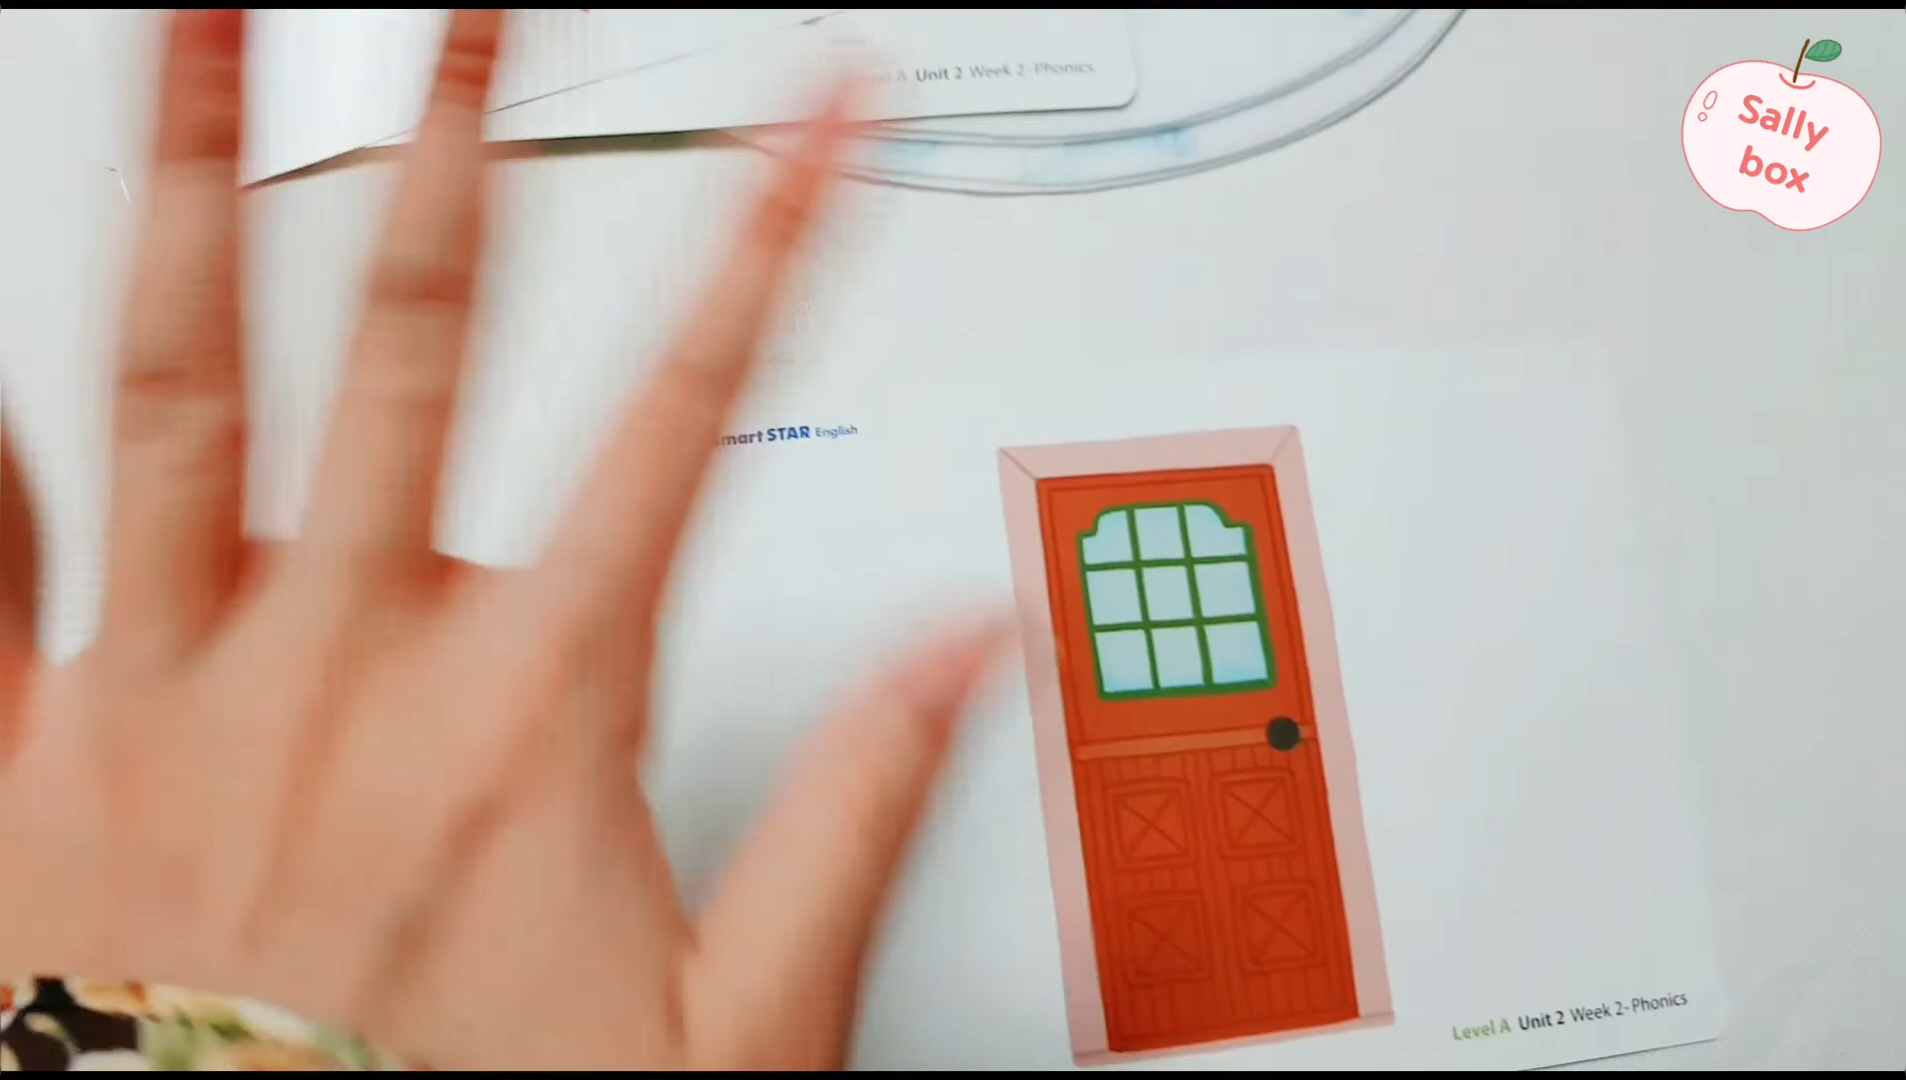 Unit 2 Week 2-Phonics
Sally
box
mart STAR English
Level A Unit 2 Week 2-Phonics